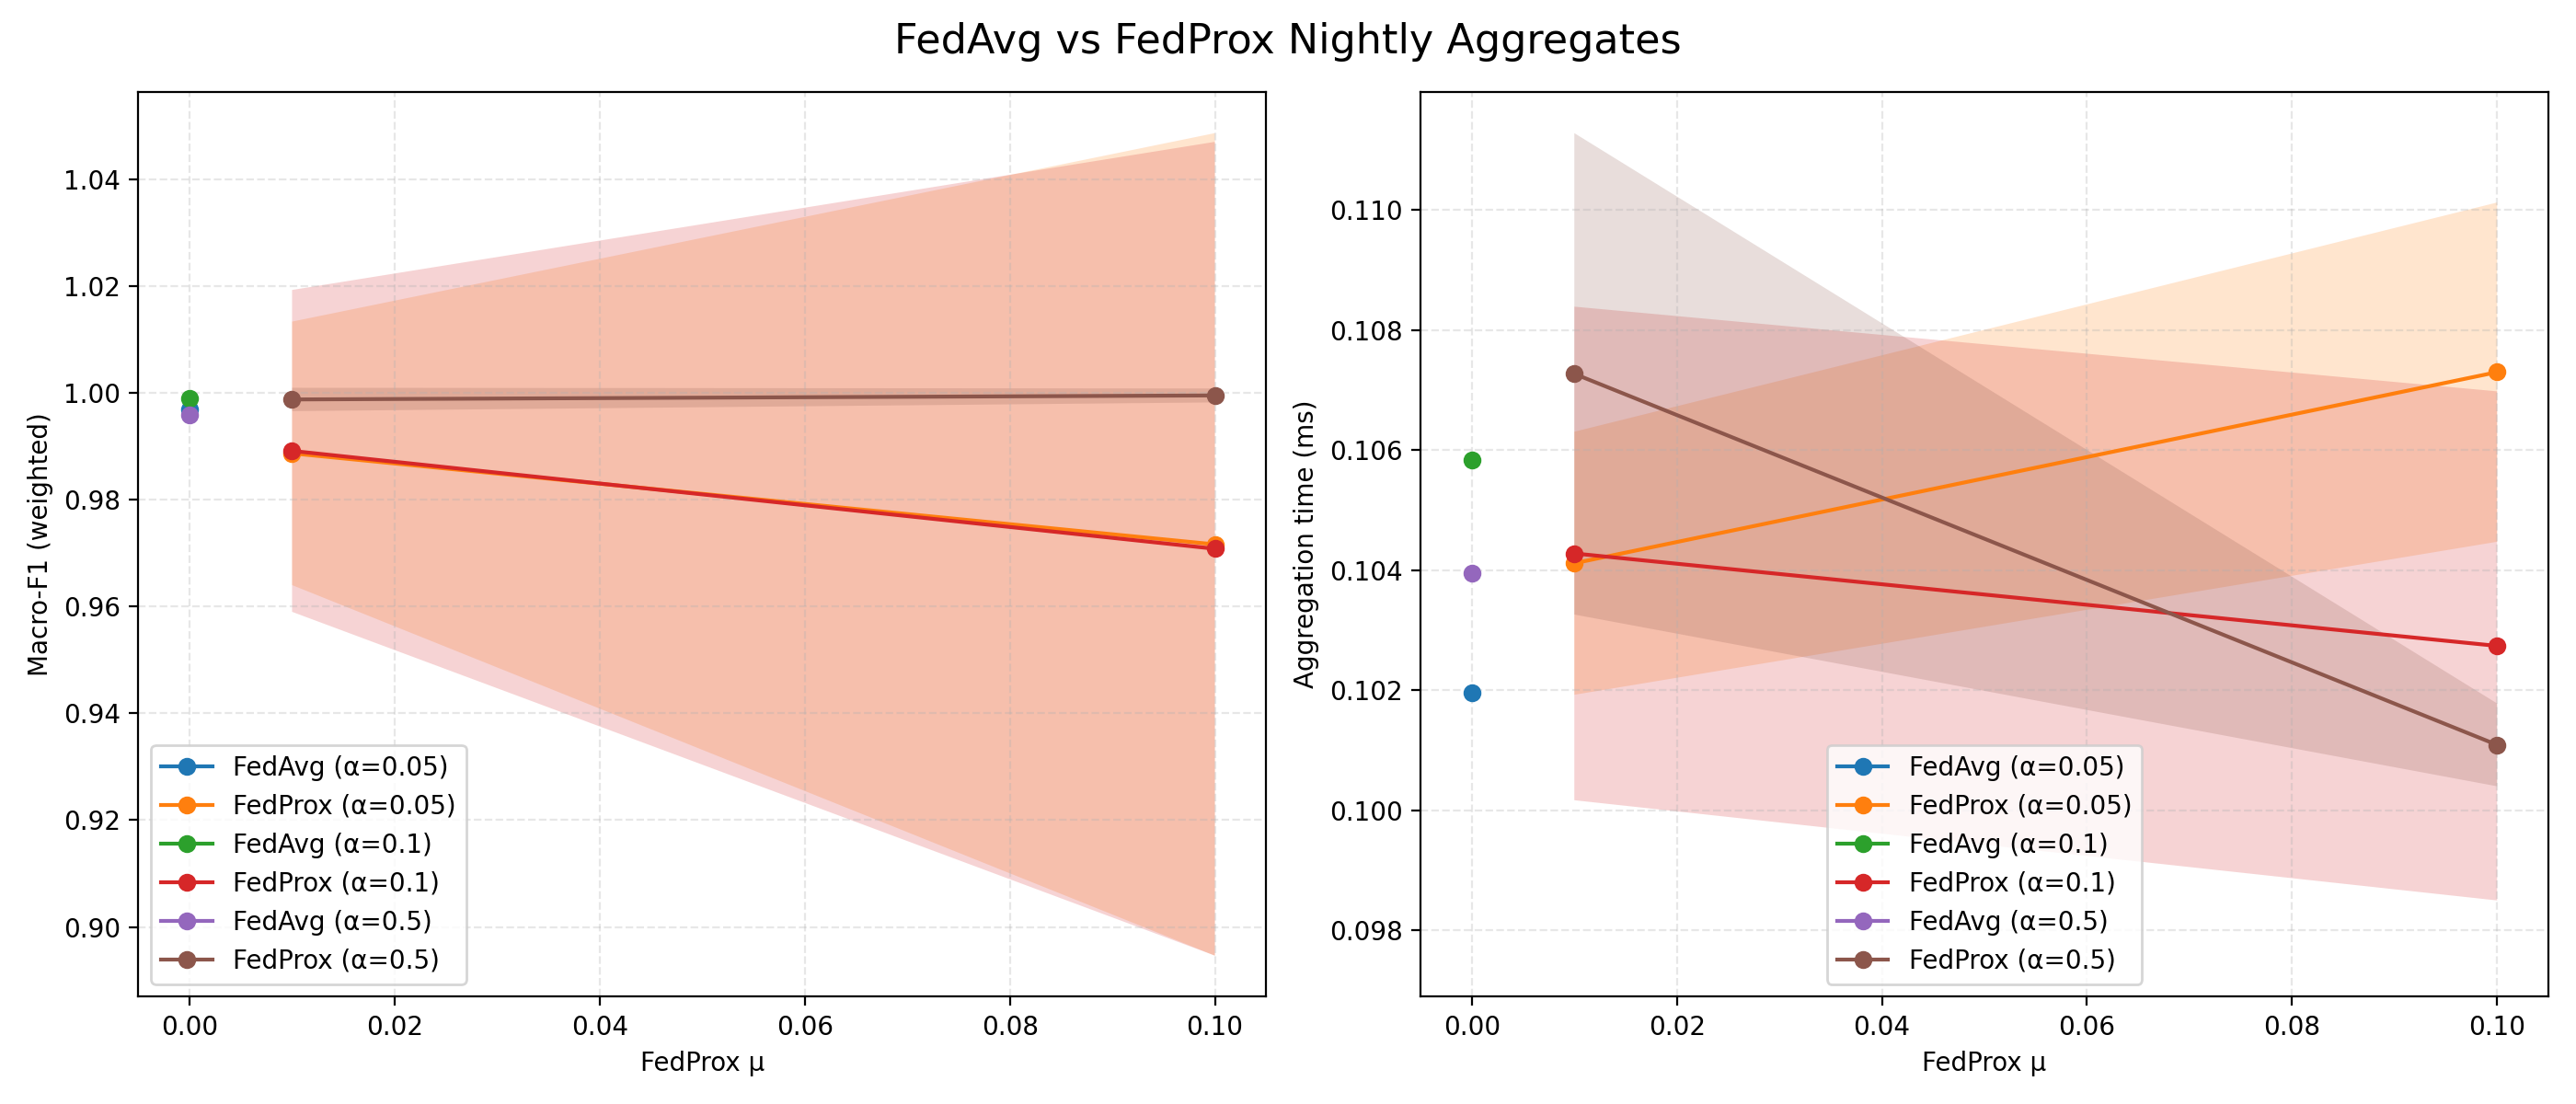 FedAvg vs FedProx Nightly Aggregates
Macro-F1 (weighted)
1.04
1.02
1.00
0.98
0.96
0.94
0.92
0.90
FedAvg (α=0.05)
FedProx (α=0.05)
FedAvg (α=0.1)
FedProx (α=0.1)
FedAvg (α=0.5)
FedProx (α=0.5)
0.00 0.02 0.04 0.06 0.08 0.10
FedProx μ
Aggregation time (ms)
0.110
0.108
0.106
0.104
0.102
0.100
0.098
FedAvg (α=0.05)
FedProx (α=0.05)
FedAvg (α=0.1)
FedProx (α=0.1)
FedAvg (α=0.5)
FedProx (α=0.5)
0.00 0.02 0.04 0.06 0.08 0.10
FedProx μ